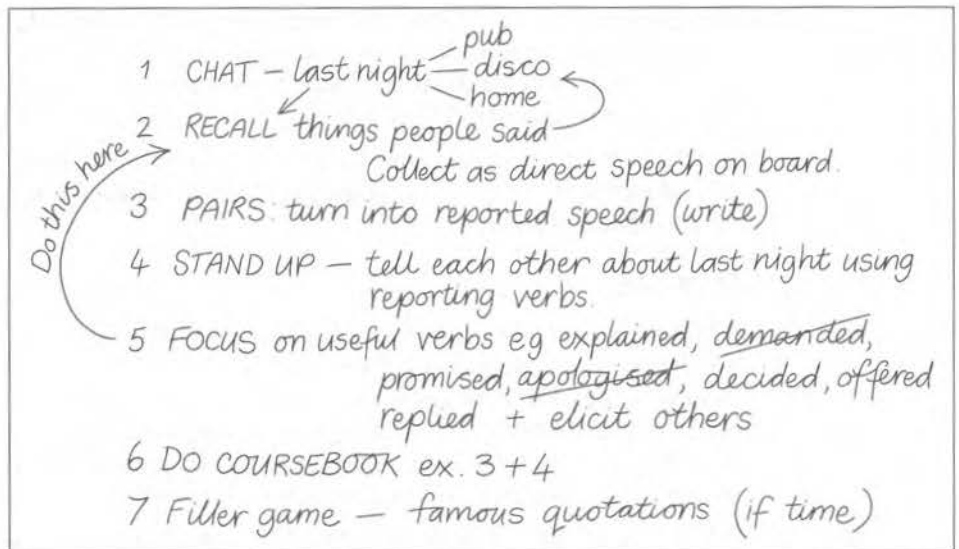 pub
1 CHAT – last night – disco
home
2 RECALL things people said
Collect as direct speech on board.
Do this here
3 PAIRS: turn into reported speech (write)
4 STAND UP – tell each other about last night using
reporting verbs.
5 FOCUS on useful verbs eg explained, demanded,
promised, apologised, decided, offered
replied + elicit others
6 DO COURSEBOOK ex. 3 + 4
7 Filler game – famous quotations (if time)